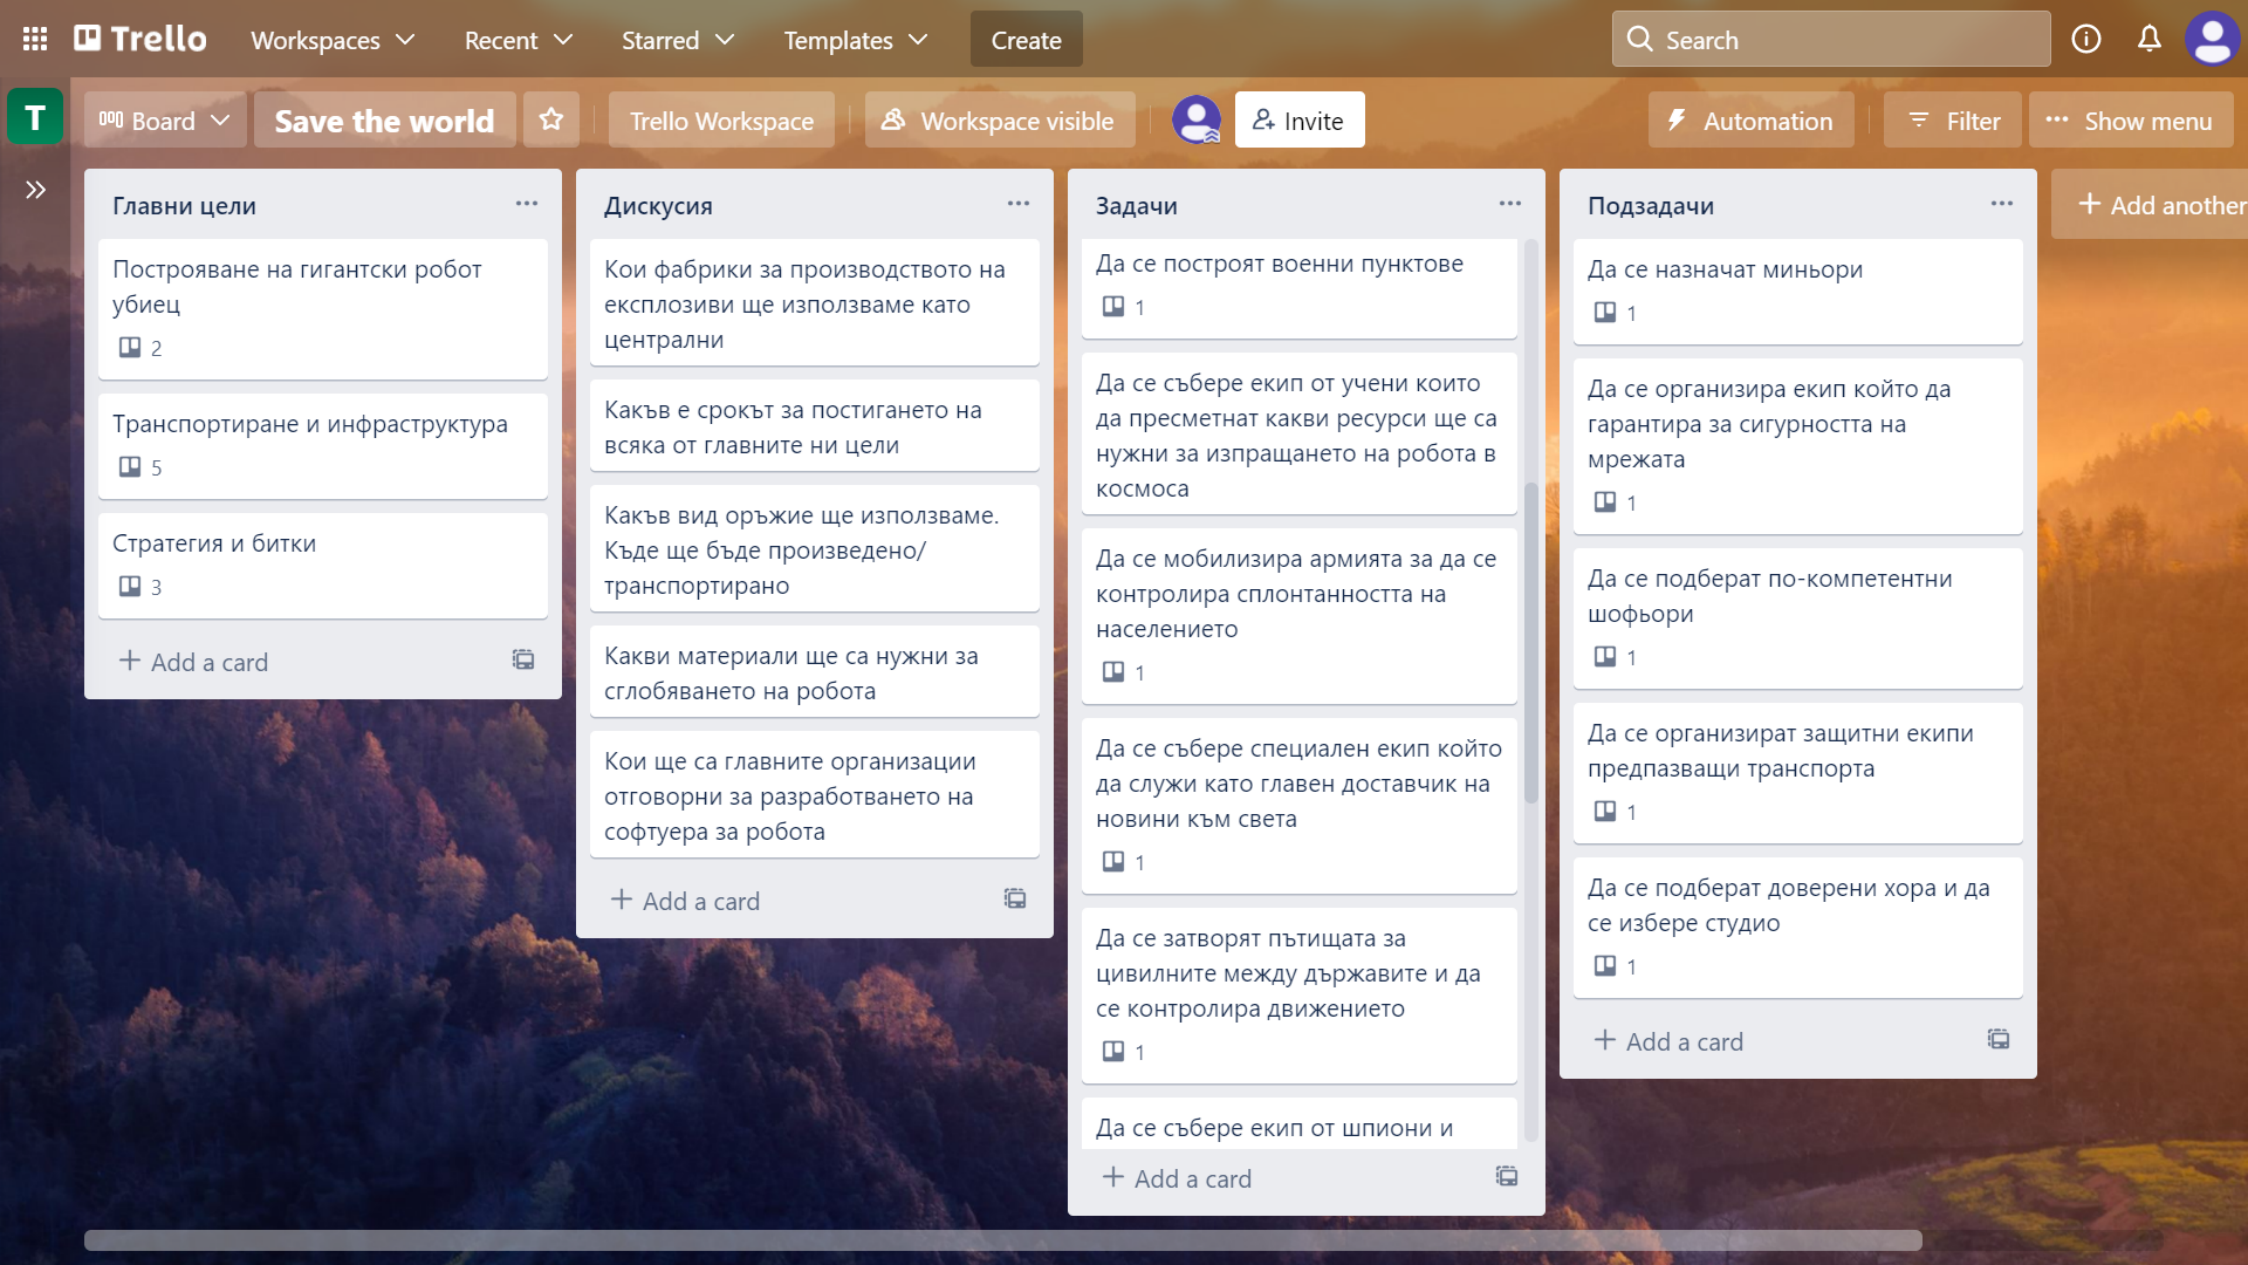 Trello
Workspaces
Recent
Starred
Templates
Create
Search
T
Board
Save the world
Trello Workspace
Workspace visible
Invite
Automation
Filter
Show menu
Главни цели
Построяване на гигантски робот
убиец
2
Транспортиране и инфраструктура
5
Стратегия и битки
3
Add a card
Дискусия
Кои фабрики за производството на
експлозиви ще използваме като
централни
Какъв е срокът за постигането на
всяка от главните ни цели
Какъв вид оръжие ще използваме.
Къде ще бъде произведено/
транспортирано
Какви материали ще са нужни за
сглобяването на робота
Кои ще са главните организации
отговорни за разработването на
софтуера за робота
Add a card
Задачи
Да се построят военни пунктове
1
Да се събере екип от учени които
да пресметнат какви ресурси ще са
нужни за изпращането на робота в
космоса
Да се мобилизира армията за да се
контролира сплонтанността на
населението
1
Да се събере специален екип който
да служи като главен доставчик на
новини към света
1
Да се затворят пътищата за
цивилните между държавите и да
се контролира движението
1
Да се събере екип от шпиони и
Add a card
Подзадачи
Да се назначат миньори
1
Да се организира екип който да
гарантира за сигурността на
мрежата
1
Да се подберат по-компетентни
шофьори
1
Да се организират защитни екипи
предпазващи транспорта
1
Да се подберат доверени хора и да
се избере студио
1
Add a card
Add another